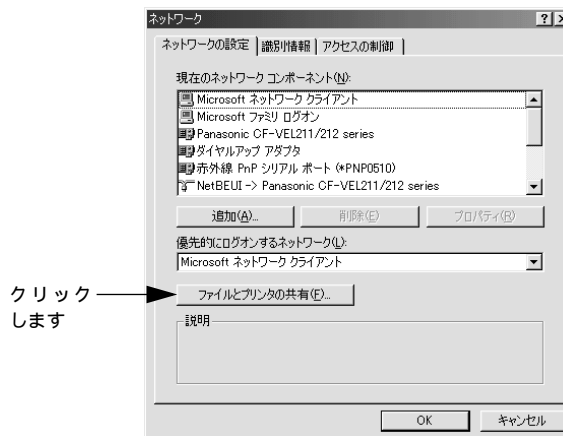 ネットワーク
ネットワークの設定 識別情報 アクセスの制御
現在のネットワーク コンポーネント(N):
Microsoft ネットワーク クライアント
Microsoft ファミリ ログオン
Panasonic CF-VEL211/212 series
ダイヤルアップ アダプタ
赤外線 PnP シリアル ポート (*PNP0510)
NetBEUI -> Panasonic CF-VEL211/212 series
追加(A)... 削除(E) プロパティ(R)
優先的にログオンするネットワーク(L):
Microsoft ネットワーク クライアント
クリック
します
ファイルとプリンタの共有(F)...
説明
OK キャンセル